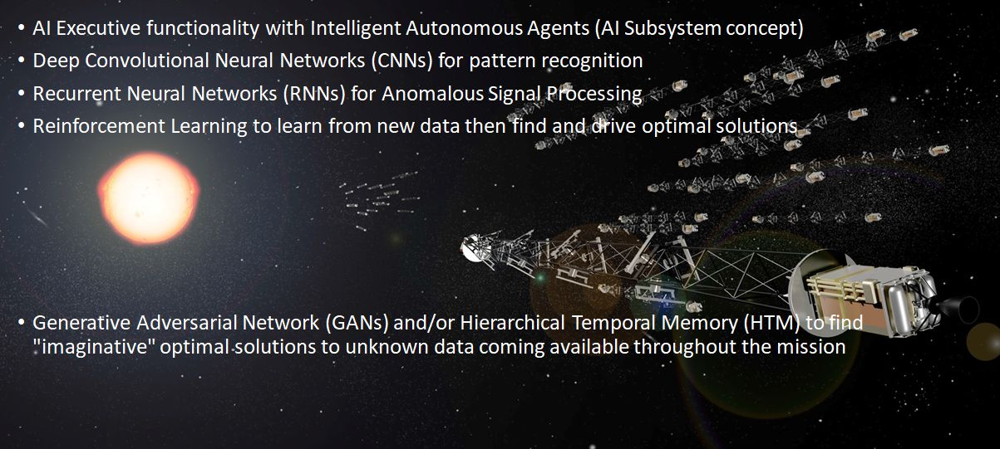 • AI Executive functionality with Intelligent Autonomous Agents (AI Subsystem concept)
• Deep Convolutional Neural Networks (CNNs) for pattern recognition
• Recurrent Neural Networks (RNNs) for Anomalous Signal Processing
• Reinforcement Learning to learn from new data then find and drive optimal solutions
• Generative Adversarial Network (GANs) and/or Hierarchical Temporal Memory (HTM) to find
"imaginative" optimal solutions to unknown data coming available throughout the mission